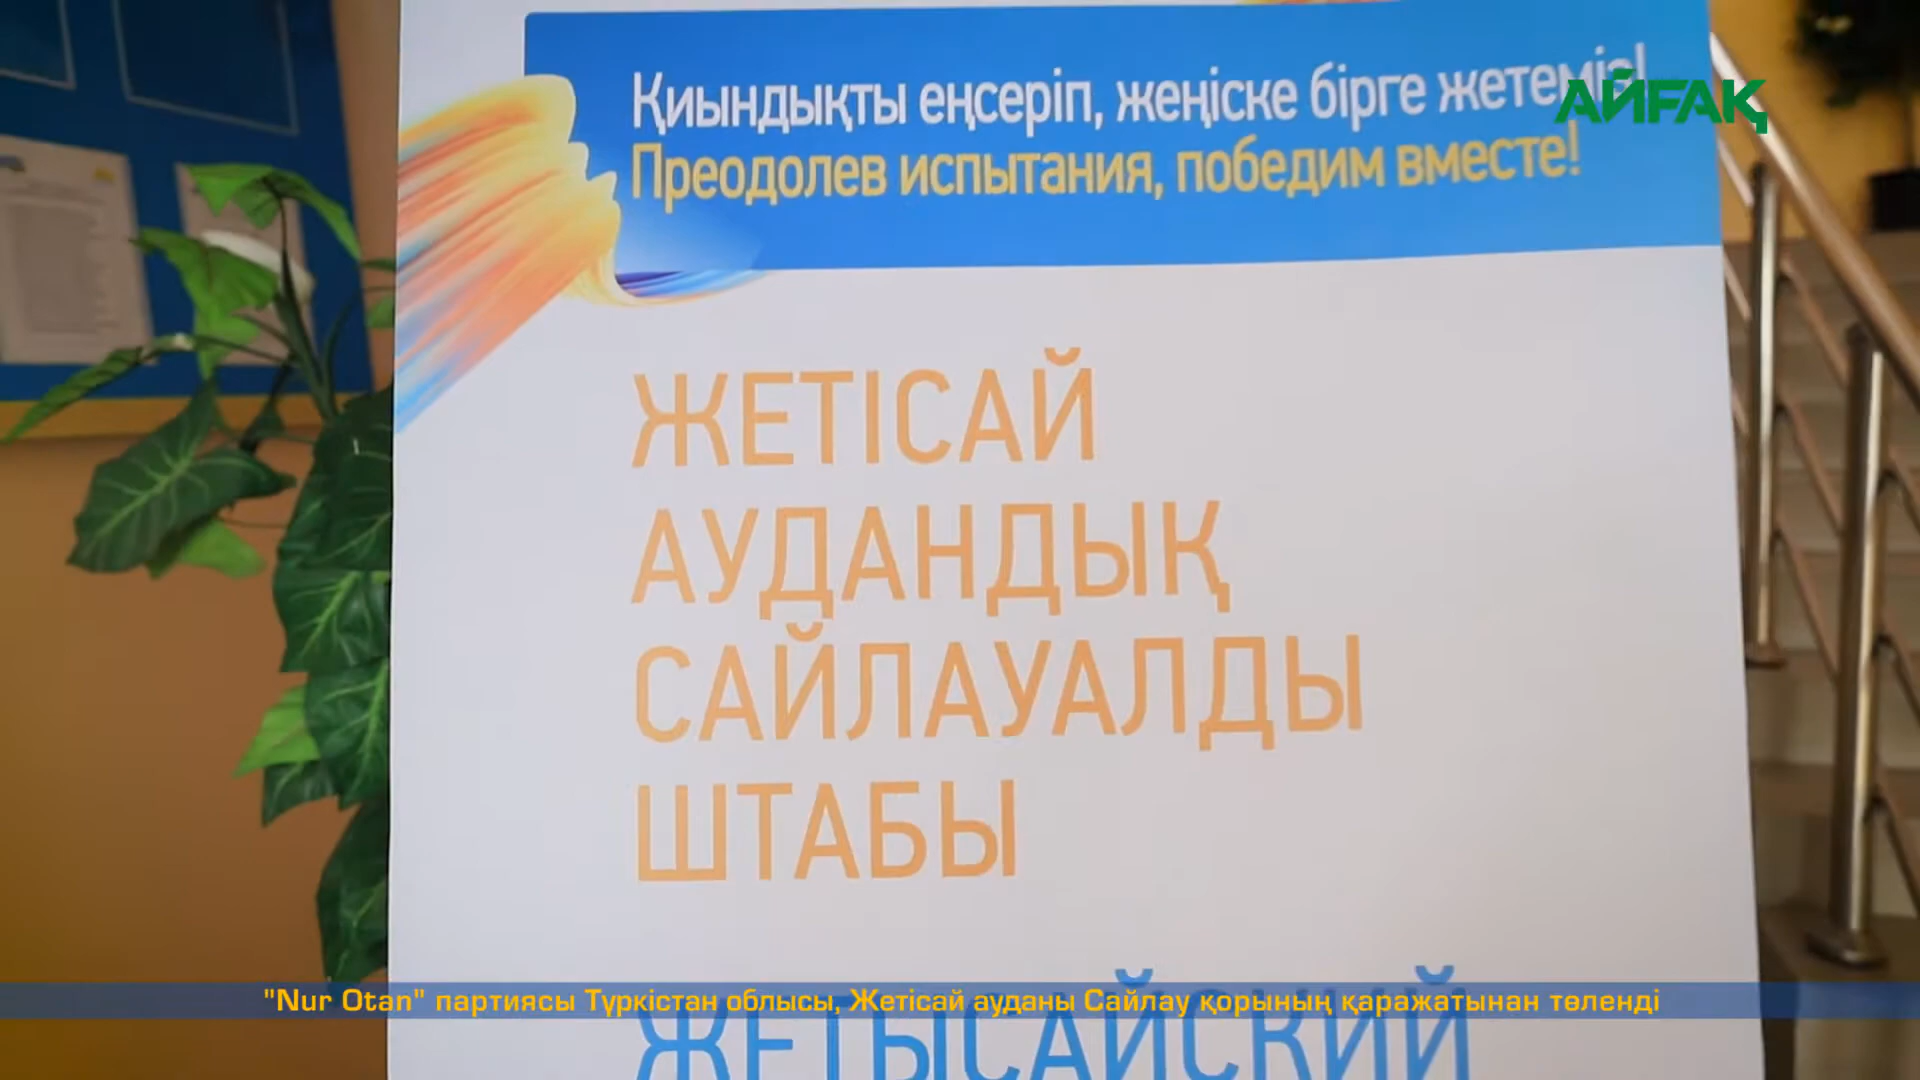 Қиындықты еңсеріп, жеңіске бірге жетеміз!
АЙҒАҚ
Преодолев испытания, победим вместе!
ЖЕТІСАЙ
АУДАНДЫҚ
САЙЛАУАЛДЫ
ШТАБЫ
"Nur Otan" партиясы Түркістан облысы, Жетісай ауданы Сайлау қорының қаражатынан төленді
ЖЕТЫСАЙСКИЙ